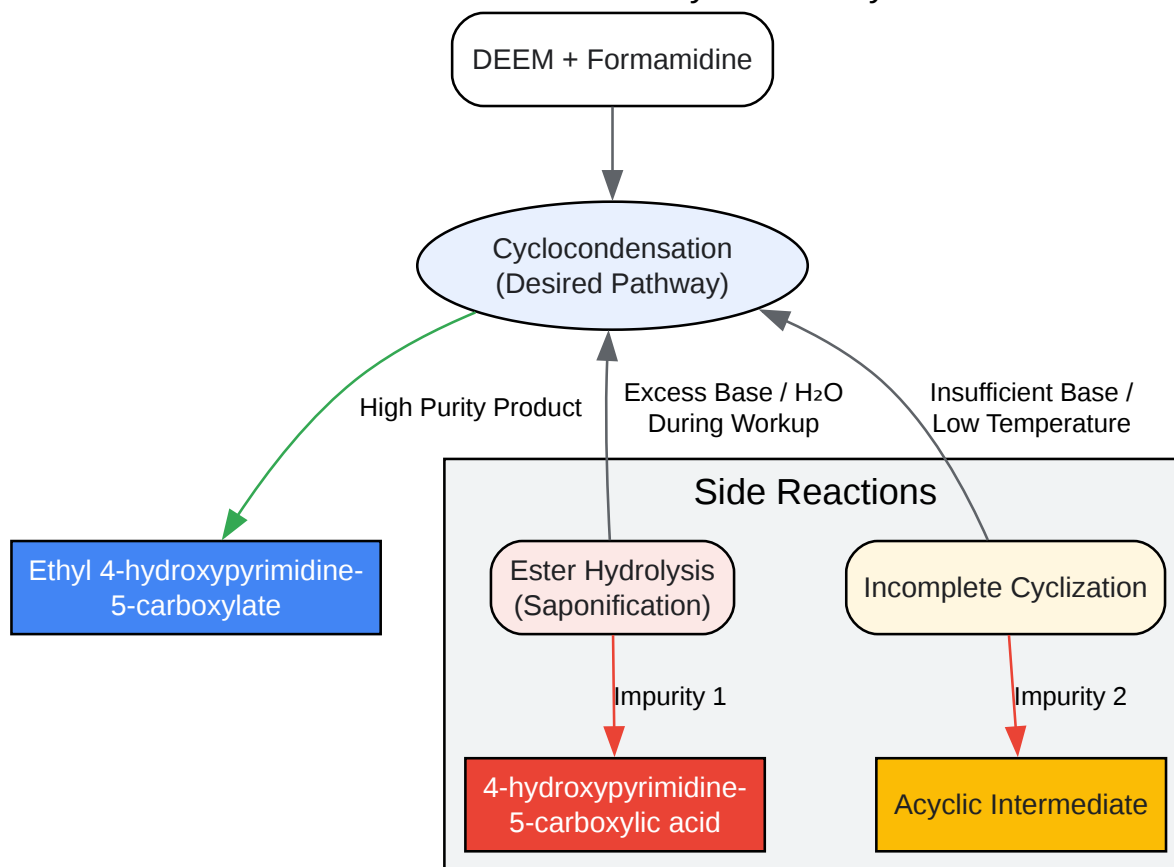 DEEM + Formamidine
Cyclocondensation
(Desired Pathway)
High Purity Product
Excess Base / H₂O
During Workup
Insufficient Base /
Low Temperature
Side Reactions
Ethyl 4-hydroxypyrimidine-
5-carboxylate
Ester Hydrolysis
(Saponification)
Incomplete Cyclization
Impurity 1
Impurity 2
4-hydroxypyrimidine-
5-carboxylic acid
Acyclic Intermediate